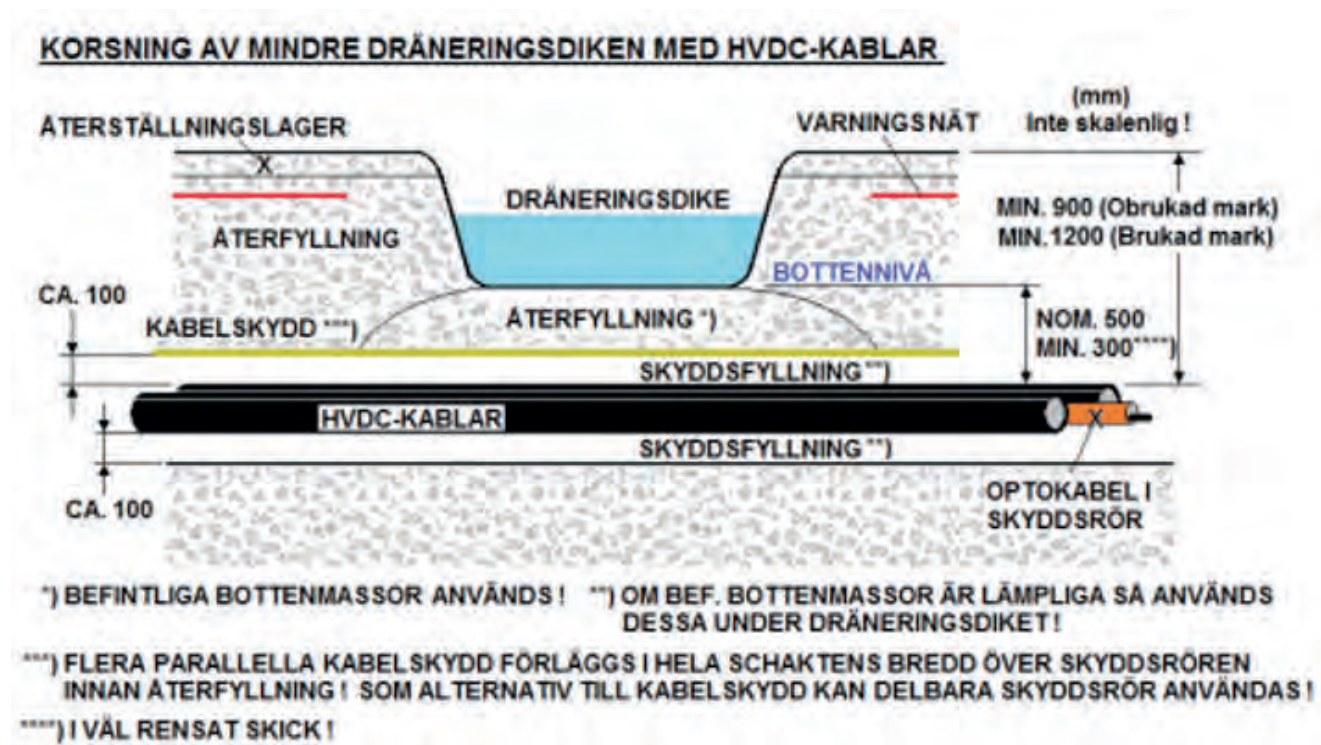 KORSNING AV MINDRE DRÄNERINGSDIKEN MED HVDC-KABLAR
(mm)
Inte skalenlig !
ÅTERSTÄLLNINGSLAGER
VARNINGSNÄT
X
DRÄNERINGSDIKE
MIN. 900 (Obrukad mark)
MIN.1200 (Brukad mark)
ÅTERFYLLNING
BOTTENNIVÅ
CA. 100
KABELSKYDD ***)
ÅTERFYLLNING *)
NOM. 500
MIN. 300****)
SKYDDSFYLLNING **)
HVDC-KABLAR
X
SKYDDSFYLLNING **)
CA. 100
OPTOKABEL I
SKYDDSRÖR
*) BEFINTLIGA BOTTENMASSOR ANVÄNDS ! **) OM BEF. BOTTENMASSOR ÄR LÄMPLIGA SÅ ANVÄNDS
DESSA UNDER DRÄNERINGSDIKET !
***) FLERA PARALLELLA KABELSKYDD FÖRLÄGGS I HELA SCHAKTENS BREDD ÖVER SKYDDSRÖREN
INNAN ÅTERFYLLNING ! SOM ALTERNATIV TILL KABELSKYDD KAN DELBARA SKYDDSRÖR ANVÄNDAS !
****) I VÄL RENSAT SKICK !